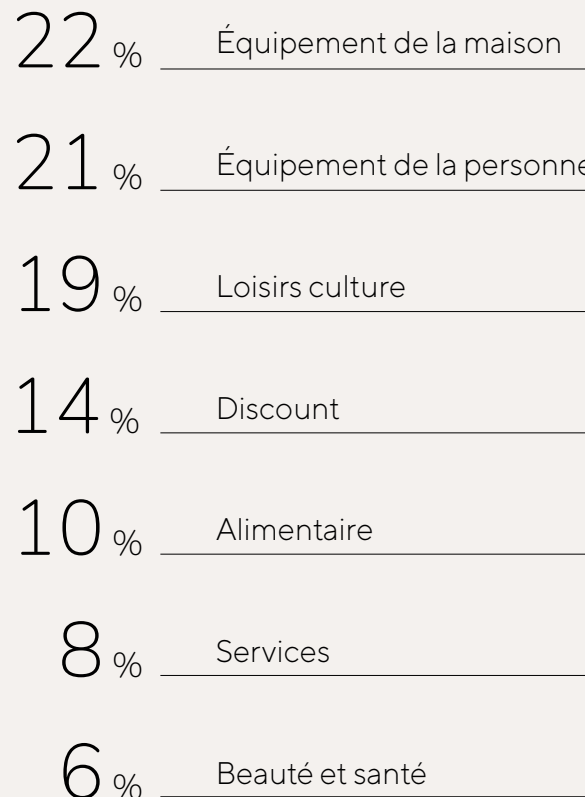 22 % Équipement de la maison
21 % Équipement de la personne
19 % Loisirs culture
14 % Discount
10 % Alimentaire
8 % Services
6 % Beauté et santé